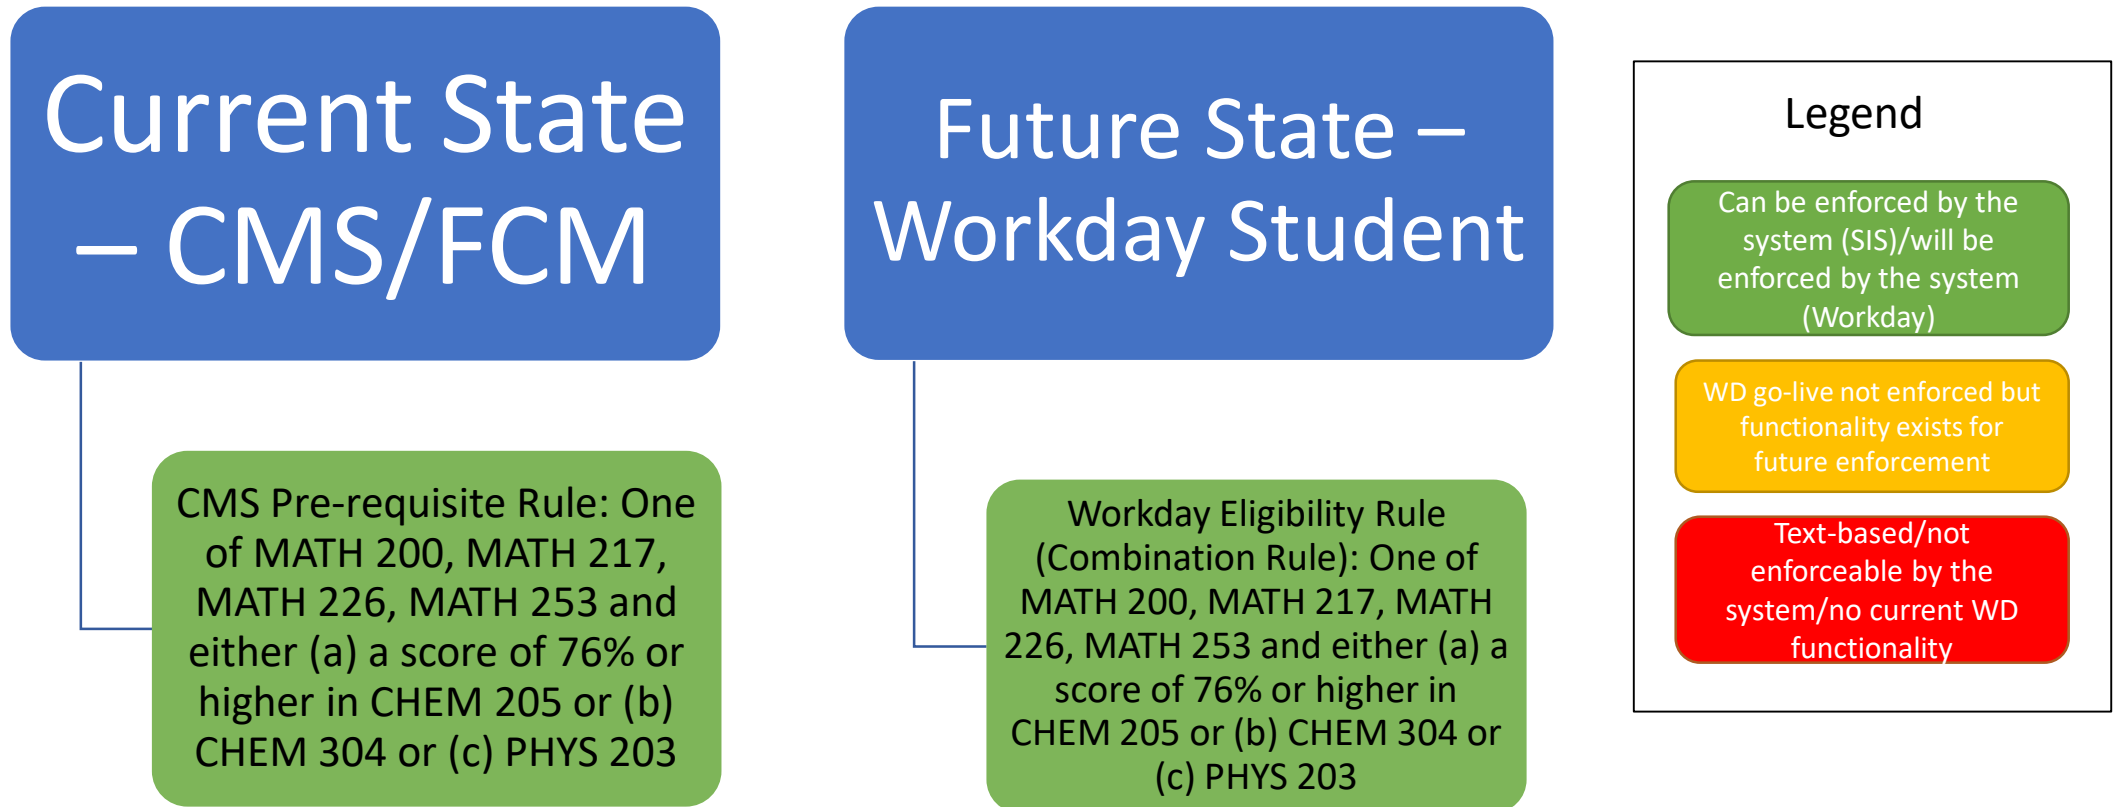 Current State
– CMS/FCM
CMS Pre-requisite Rule: One
of MATH 200, MATH 217,
MATH 226, MATH 253 and
either (a) a score of 76% or
higher in CHEM 205 or (b)
CHEM 304 or (c) PHYS 203
Future State –
Workday Student
Workday Eligibility Rule
(Combination Rule): One of
MATH 200, MATH 217, MATH
226, MATH 253 and either (a) a
score of 76% or higher in
CHEM 205 or (b) CHEM 304 or
(c) PHYS 203
Legend
Can be enforced by the
system (SIS)/will be
enforced by the system
(Workday)
WD go-live not enforced but
functionality exists for
future enforcement
Text-based/not
enforceable by the
system/no current WD
functionality